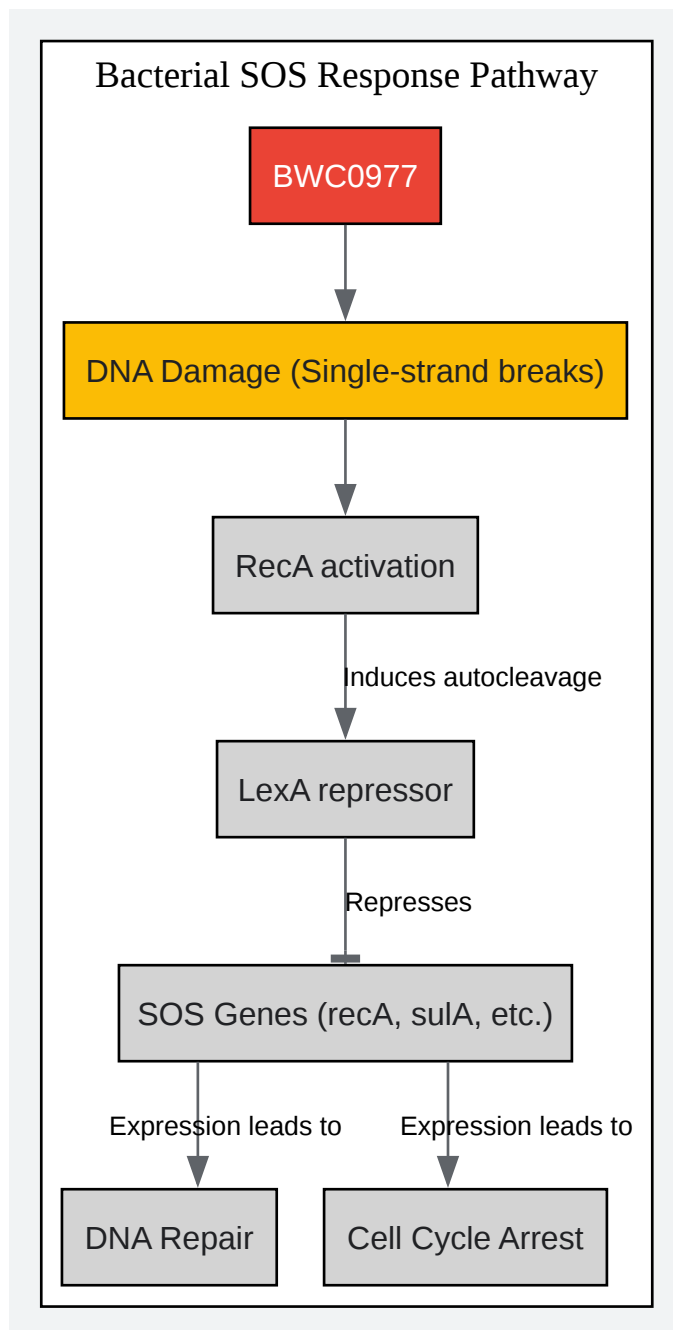 Bacterial SOS Response Pathway
BWC0977
DNA Damage (Single-strand breaks)
RecA activation
Induces autocleavage
LexA repressor
Represses
SOS Genes (recA, sulA, etc.)
Expression leads to
Expression leads to
DNA Repair
Cell Cycle Arrest